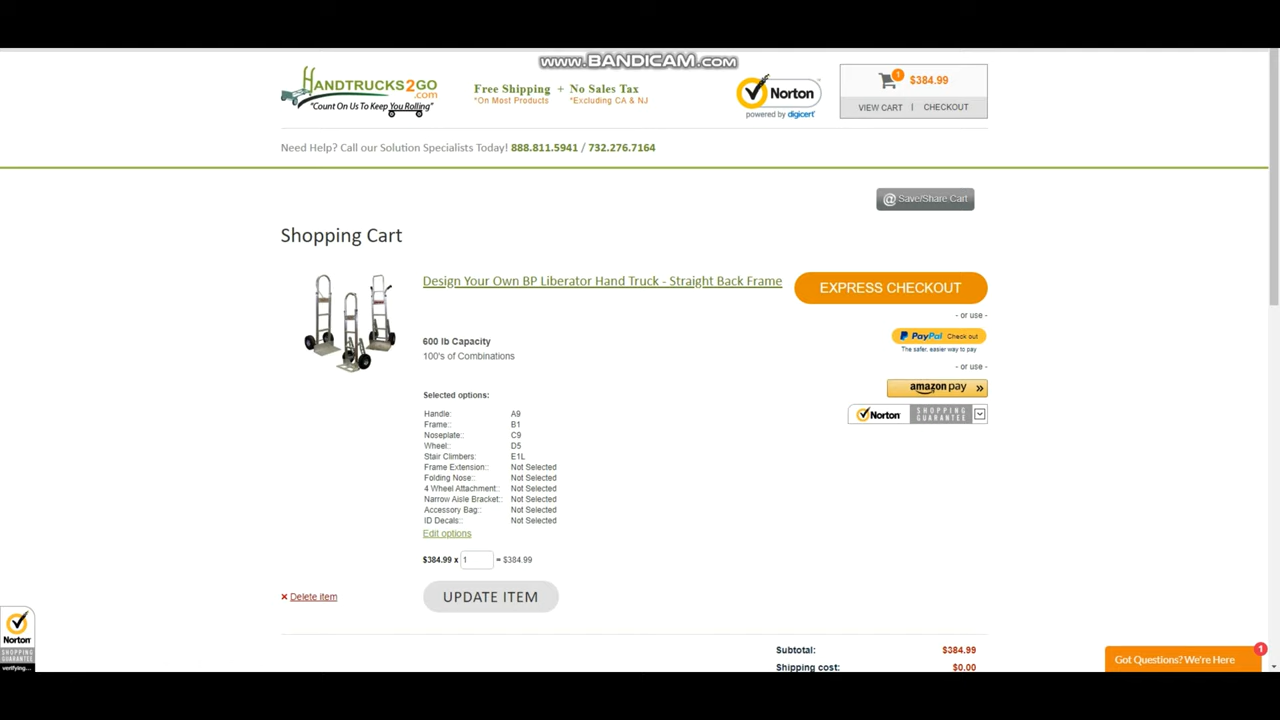 www.BANDICAM.com
HANDTRUCKS2GO
.com
"Count On Us To Keep You Rolling"
Free Shipping + No Sales Tax
*On Most Products *Excluding CA & NJ
Norton
powered by digicert
1 $384.99
VIEW CART | CHECKOUT
Need Help? Call our Solution Specialists Today! 888.811.5941 / 732.276.7164
@ Save/Share Cart
Shopping Cart
Design Your Own BP Liberator Hand Truck - Straight Back Frame
EXPRESS CHECKOUT
- or use -
PayPal Check out
The safer, easier way to pay
- or use -
amazon pay »
Norton SHOPPING GUARANTEE
600 lb Capacity
100's of Combinations
Selected options:
Handle: A9
Frame:: B1
Noseplate:: C9
Wheel:: D5
Stair Climbers: E1L
Frame Extension:: Not Selected
Folding Nose:: Not Selected
4 Wheel Attachment:: Not Selected
Narrow Aisle Bracket:: Not Selected
Accessory Bag:: Not Selected
ID Decals:: Not Selected
Edit options
$384.99 x 1 = $384.99
× Delete item
UPDATE ITEM
Norton
SHOPPING
GUARANTEE
verifying...
Subtotal: $384.99
Shipping cost: $0.00
Got Questions? We're Here 1